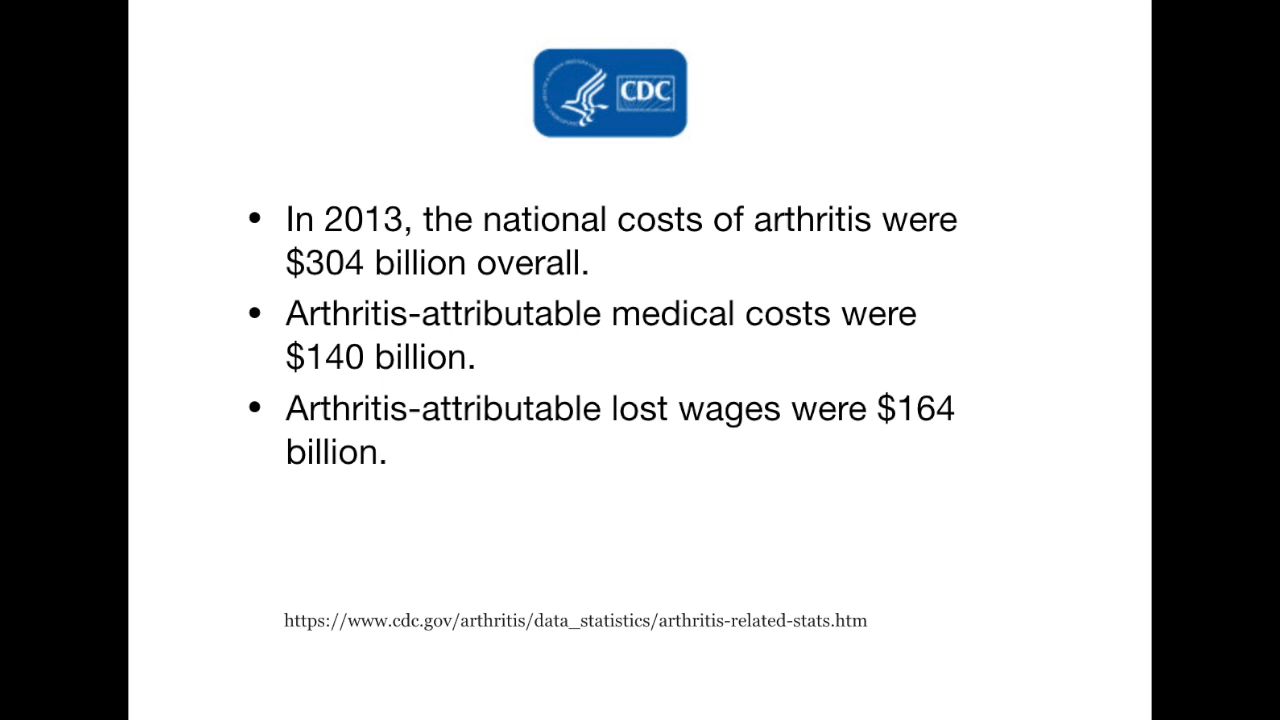 CDC
• In 2013, the national costs of arthritis were
$304 billion overall.
• Arthritis-attributable medical costs were
$140 billion.
• Arthritis-attributable lost wages were $164
billion.
https://www.cdc.gov/arthritis/data_statistics/arthritis-related-stats.htm